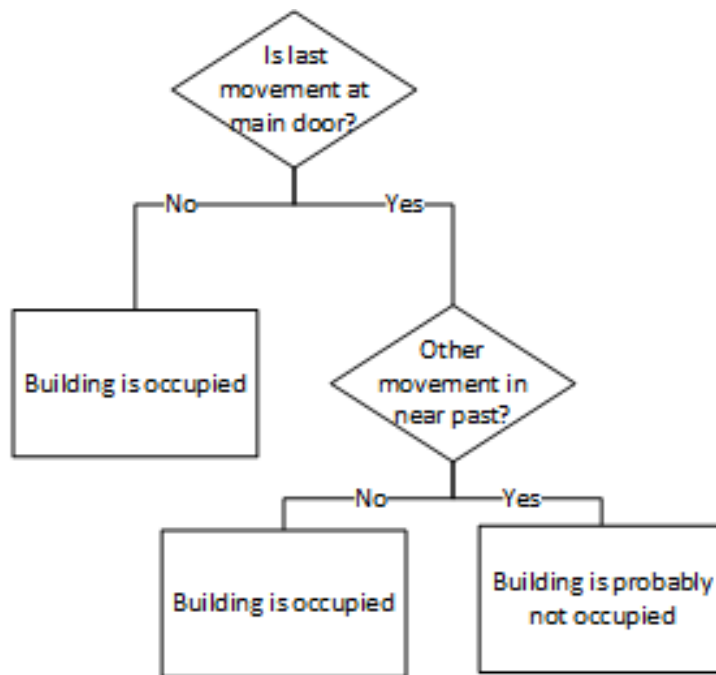 Is last
movement at
main door?
No
Yes
Building is occupied
Other
movement in
near past?
No
Yes
Building is occupied
Building is probably
not occupied